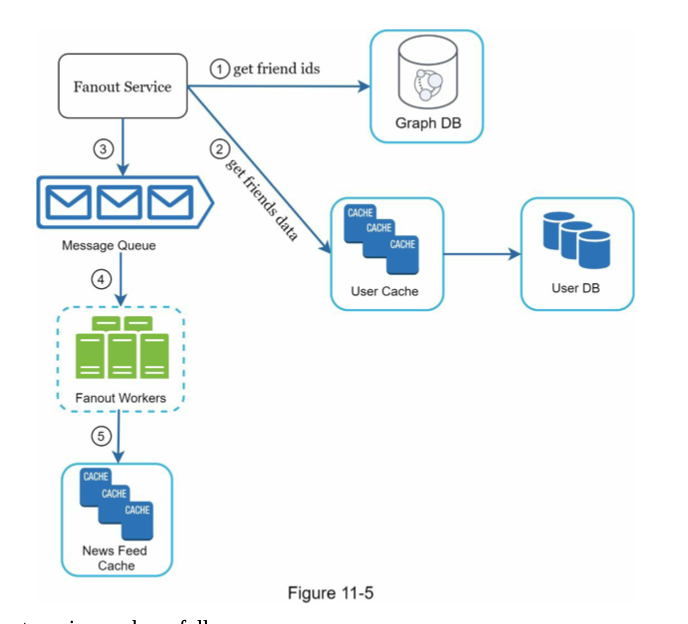 Fanout Service
1 get friend ids
Graph DB
2 get friends data
3
Message Queue
CACHE
CACHE
CACHE
User Cache
User DB
4
Fanout Workers
5
CACHE
CACHE
CACHE
News Feed
Cache
Figure 11-5